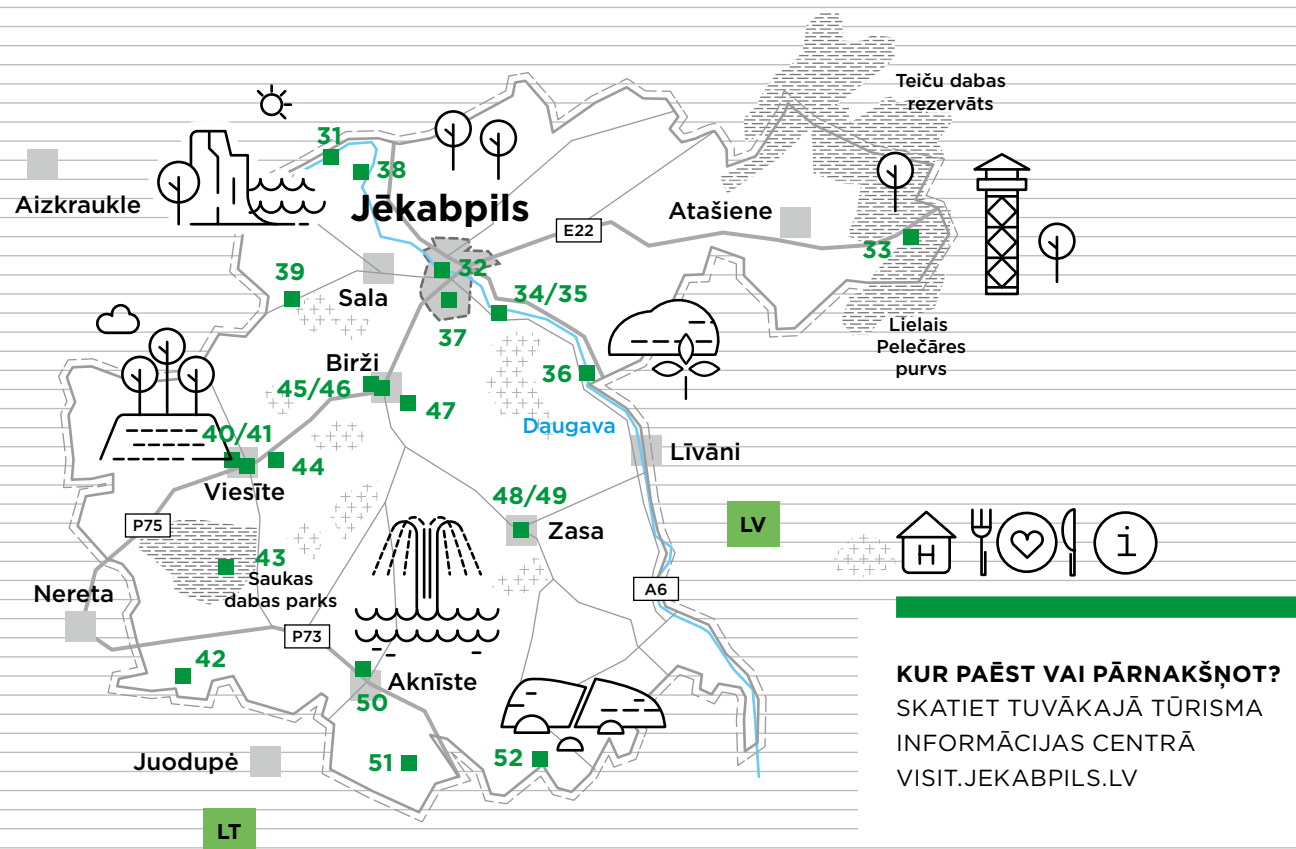 Teiču dabas
rezervāts
31
38
Aizkraukle
Jēkabpils
Atašiene
E22
33
39
32
Sala
34/35
37
Lielais
Pelečāres
purvs
Birži
36
45/46
47
Daugava
40/41
44
Līvāni
Viesīte
48/49
P75
LV
Zasa
H
i
43
Saukas
dabas parks
Nereta
A6
P73
42
Aknīste
50
KUR PAĒST VAI PĀRNAKŠŅOT?
SKATIET TUVĀKAJĀ TŪRISMA
INFORMĀCIJAS CENTRĀ
VISIT.JEKABPILS.LV
Juodupė
51
52
LT